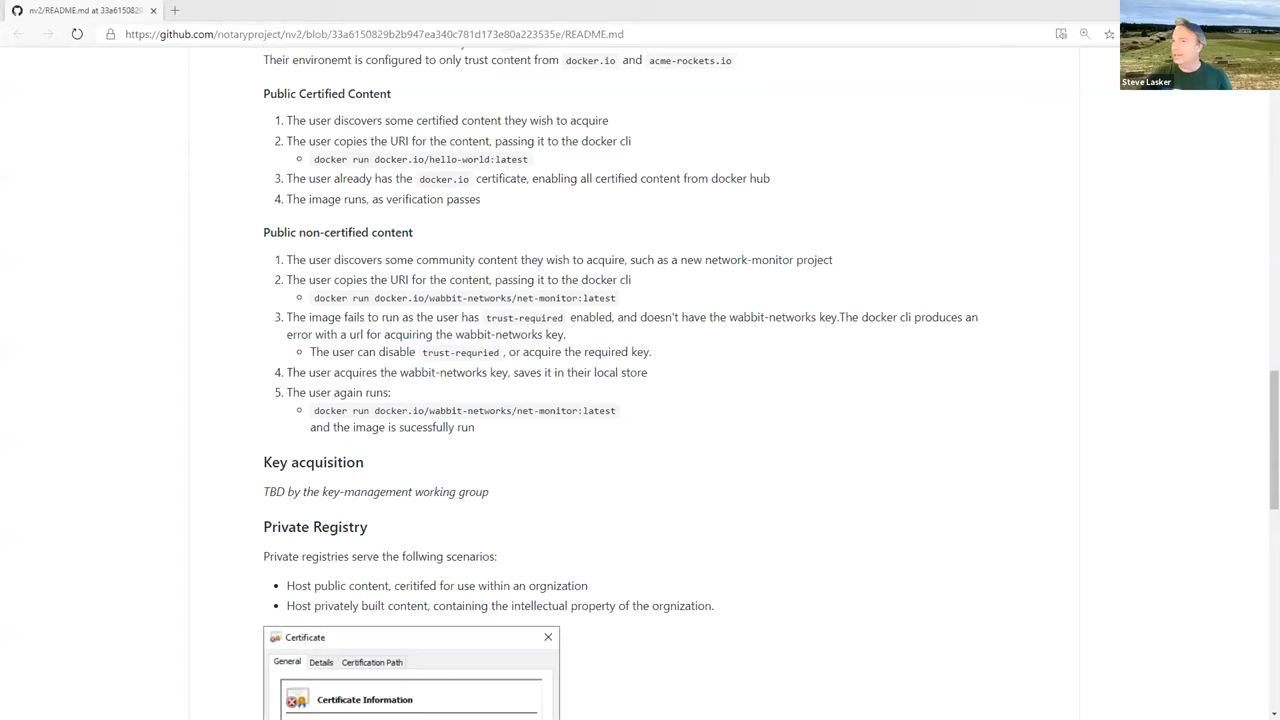 nv2/README.md at 33a6150829
https://github.com/notaryproject/nv2/blob/33a6150829b2b947ea340c781d173e80a223535e/README.md
Steve Lasker
Their environemt is configured to only trust content from docker.io and acme-rockets.io
Public Certified Content
1. The user discovers some certified content they wish to acquire
2. The user copies the URI for the content, passing it to the docker cli
docker run docker.io/hello-world:latest
3. The user already has the docker.io certificate, enabling all certified content from docker hub
4. The image runs, as verification passes
Public non-certified content
1. The user discovers some community content they wish to acquire, such as a new network-monitor project
2. The user copies the URI for the content, passing it to the docker cli
docker run docker.io/wabbit-networks/net-monitor:latest
3. The image fails to run as the user has trust-required enabled, and doesn't have the wabbit-networks key.The docker cli produces an
error with a url for acquiring the wabbit-networks key.
The user can disable trust-requried , or acquire the required key.
4. The user acquires the wabbit-networks key, saves it in their local store
5. The user again runs:
docker run docker.io/wabbit-networks/net-monitor:latest
and the image is sucessfully run
Key acquisition
TBD by the key-management working group
Private Registry
Private registries serve the follwing scenarios:
Host public content, ceritifed for use within an orgnization
Host privately built content, containing the intellectual property of the orgnization.
Certificate
General Details Certification Path
Certificate Information